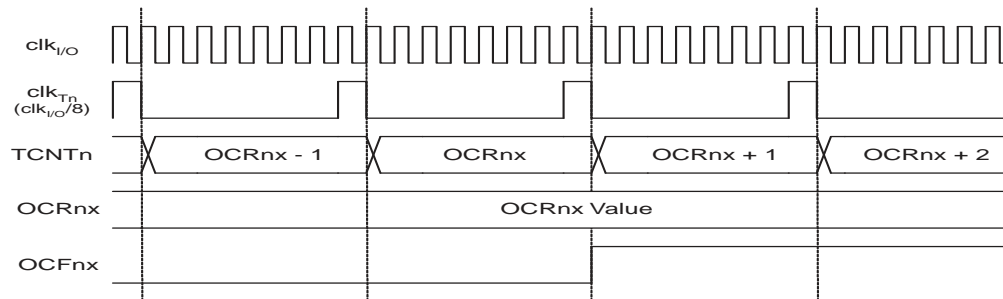 clkI/O
clkTn
(clkI/O/8)
TCNTn OCRnx - 1 OCRnx OCRnx + 1 OCRnx + 2
OCRnx OCRnx Value
OCFnx